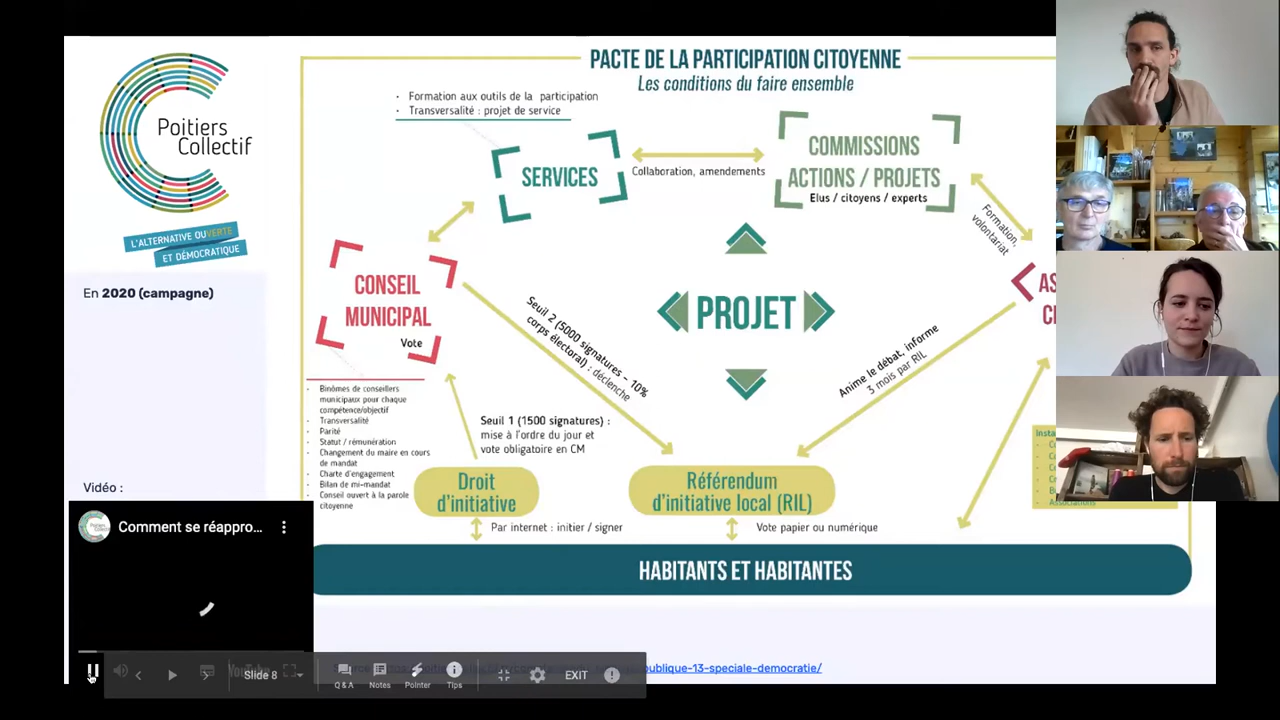 PACTE DE LA PARTICIPATION CITOYENNE
Les conditions du faire ensemble
Poitiers
Collectif
L'ALTERNATIVE OUVERTE
ET DÉMOCRATIQUE
En 2020 (campagne)
Vidéo :
Comment se réappro...
• Formation aux outils de la participation
• Transversalité : projet de service
SERVICES
Collaboration, amendements
COMMISSIONS
ACTIONS / PROJETS
Elus / citoyens / experts
Formation,
volontariat
CONSEIL
MUNICIPAL
Vote
PROJET
AS
Seuil 2 (5000 signatures - 10%
corps électoral) : déclenche
Anime le débat, informe
3 mois par RIL
- Binômes de conseillers
municipaux pour chaque
compétence/objectif
- Transversalité
- Parité
- Statut / rémunération
- Changement du maire en cours
de mandat
- Charte d'engagement
- Bilan de mi-mandat
- Conseil ouvert à la parole
citoyenne
Seuil 1 (1500 signatures) :
mise à l'ordre du jour et
vote obligatoire en CM
Droit
d'initiative
Référendum
d'initiative local (RIL)
Par internet : initier / signer
Vote papier ou numérique
Associations
HABITANTS ET HABITANTES
publique-13-speciale-democratie/
Slide 8
Q & A
Notes
Pointer
Tips
EXIT